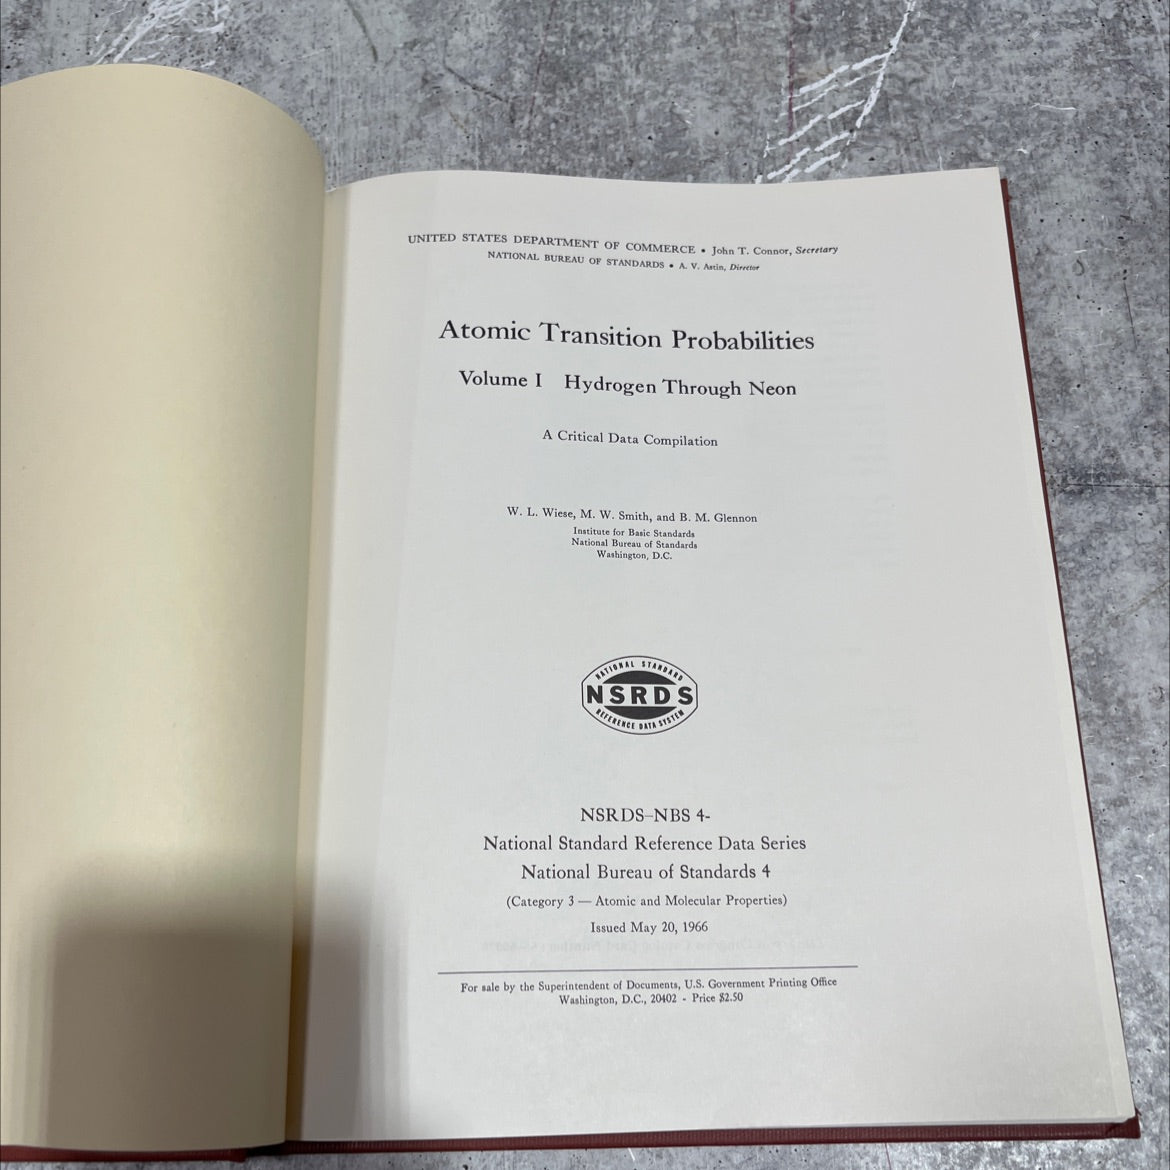 UNITED STATES DEPARTMENT OF COMMERCE • John T. Connor, Secretary
NATIONAL BUREAU OF STANDARDS • A. V. Astin, Director
Atomic Transition Probabilities
Volume I Hydrogen Through Neon
A Critical Data Compilation
W. L. Wiese, M. W. Smith, and B. M. Glennon
Institute for Basic Standards
National Bureau of Standards
Washington, D.C.
NATIONAL STANDARD
NSRDS
REFERENCE DATA SYSTEM
NSRDS–NBS 4-
National Standard Reference Data Series
National Bureau of Standards 4
(Category 3 — Atomic and Molecular Properties)
Issued May 20, 1966
For sale by the Superintendent of Documents, U.S. Government Printing Office
Washington, D.C., 20402 - Price $2.50